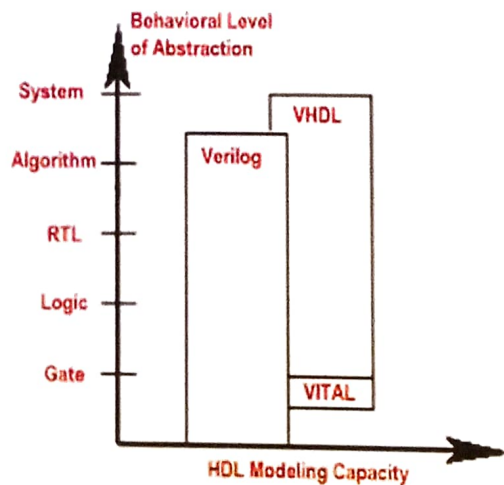 Behavioral Level
of Abstraction
System
VHDL
Algorithm
Verilog
RTL
Logic
Gate
VITAL
HDL Modeling Capacity